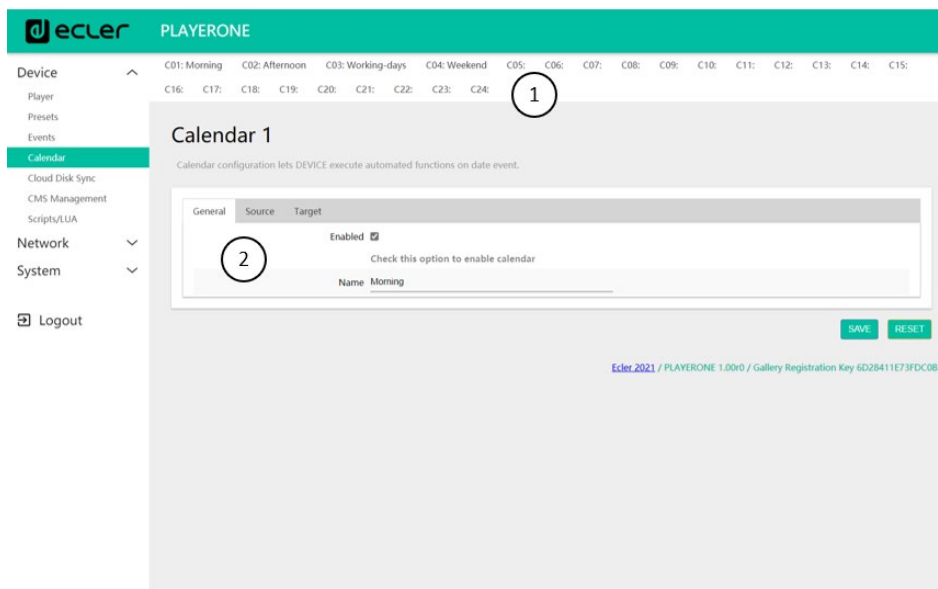 ecler PLAYERONE
Device
Player
Presets
Events
Calendar
Cloud Disk Sync
CMS Management
Scripts/LUA
Network
System
Logout
C01: Morning C02: Afternoon C03: Working-days C04: Weekend C05: C06: C07: C08: C09: C10: C11: C12: C13: C14: C15:
C16: C17: C18: C19: C20: C21: C22: C23: C24:
1
Calendar 1
Calendar configuration lets DEVICE execute automated functions on date event.
General Source Target
2
Enabled
Check this option to enable calendar
Name Morning
SAVE RESET
Ecler 2021 / PLAYERONE 1.00r0 / Gallery Registration Key 6D28411E73FDC0B